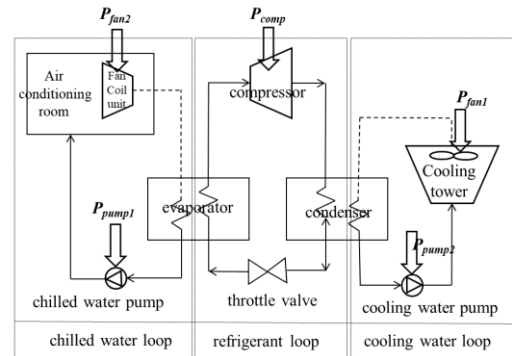 P_fan2
P_comp
P_fan1
Air
conditioning
room
Fan
Coil
unit
compressor
Cooling
tower
evaporator
condenser
P_pump1
P_pump2
chilled water pump
throttle valve
cooling water pump
chilled water loop
refrigerant loop
cooling water loop